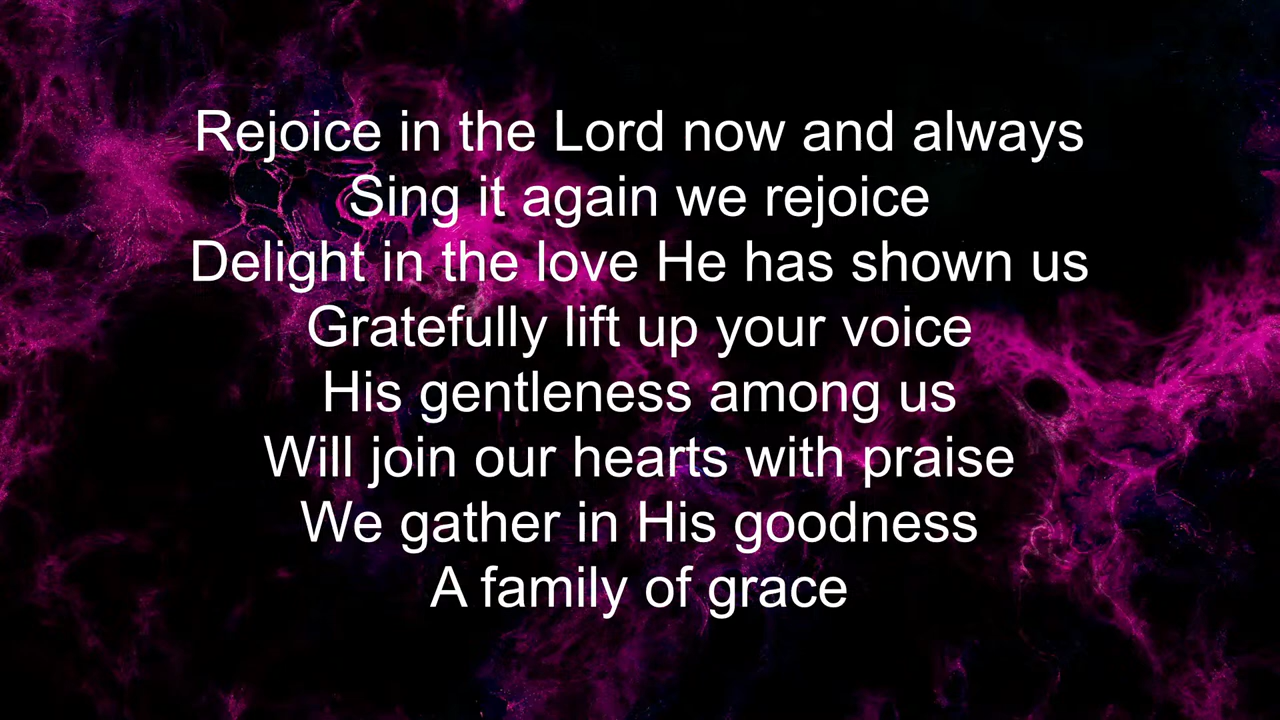 Rejoice in the Lord now and always
Sing it again we rejoice
Delight in the love He has shown us
Gratefully lift up your voice
His gentleness among us
Will join our hearts with praise
We gather in His goodness
A family of grace